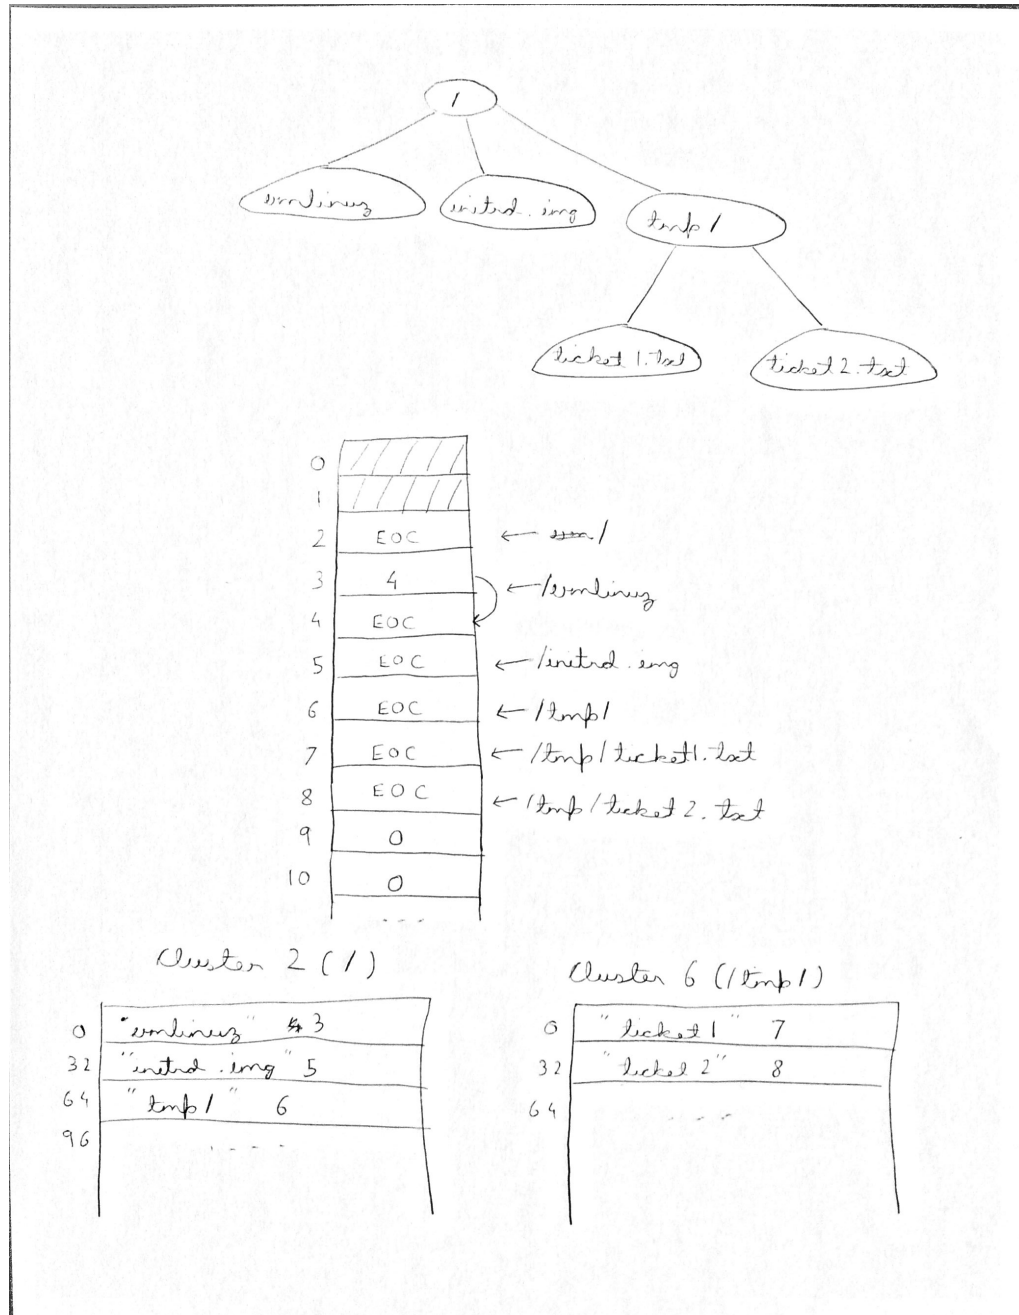 /
vmlinuz initrd.img tmp/
ticket1.txt ticket2.txt
0
1
2 EOC ← /
3 4 ← /vmlinuz
4 EOC
5 EOC ← /initrd.img
6 EOC ← /tmp/
7 EOC ← /tmp/ticket1.txt
8 EOC ← /tmp/ticket2.txt
9 0
10 0
----
Cluster 2 (/)
0 "vmlinuz" 3
32 "initrd.img" 5
64 "tmp/" 6
96 ----
Cluster 6 (/tmp/)
0 "ticket1" 7
32 "ticket2" 8
64 ----